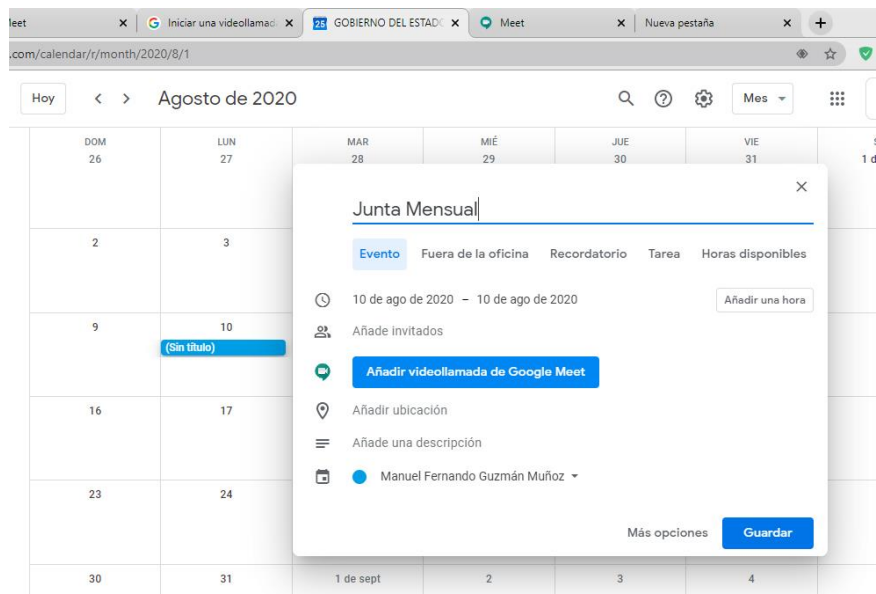 Meet
Iniciar una videollamad
GOBIERNO DEL ESTADO
Meet
Nueva pestaña
.com/calendar/r/month/2020/8/1
Hoy
Agosto de 2020
Mes
DOM LUN MAR MIÉ JUE VIE
26 27 28 29 30 31 1 d
Junta Mensual
Evento Fuera de la oficina Recordatorio Tarea Horas disponibles
2 3
10 de ago de 2020 – 10 de ago de 2020 Añadir una hora
9 10
Añade invitados
(Sin título)
Añadir videollamada de Google Meet
16 17
Añadir ubicación
Añade una descripción
Manuel Fernando Guzmán Muñoz
23 24
Más opciones Guardar
30 31 1 de sept 2 3 4